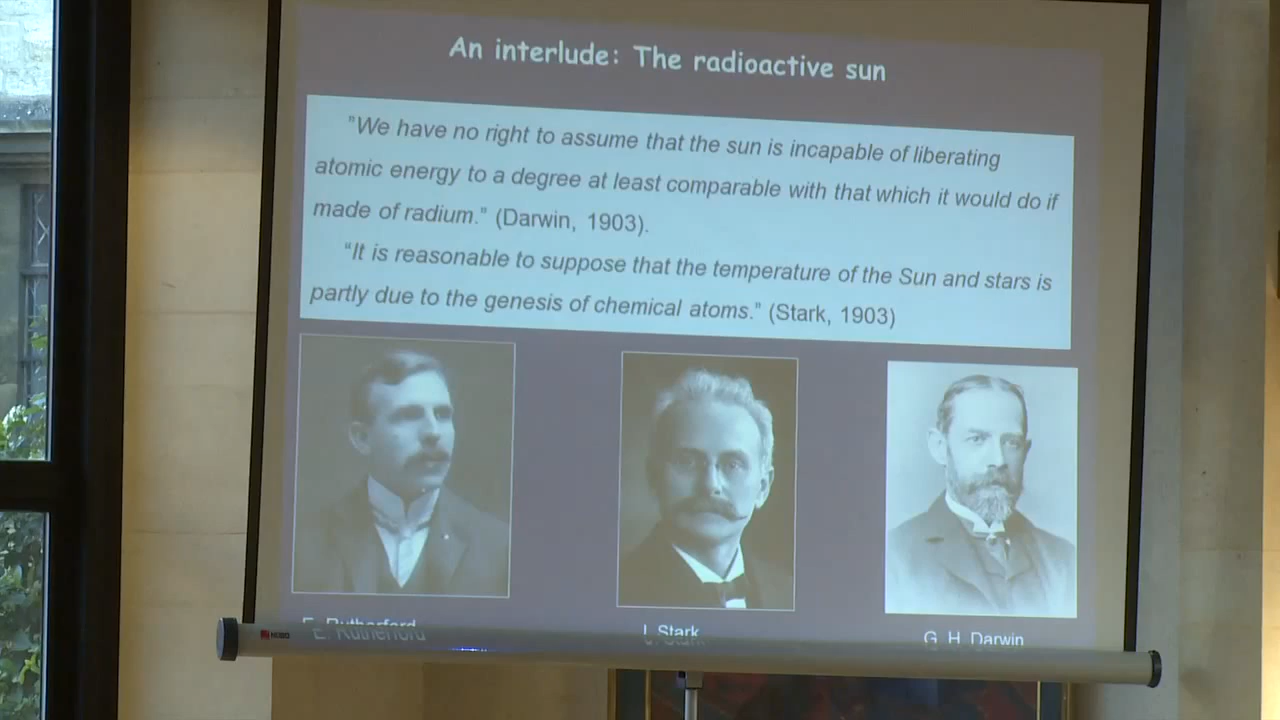 An interlude: The radioactive sun
"We have no right to assume that the sun is incapable of liberating
atomic energy to a degree at least comparable with that which it would do if
made of radium." (Darwin, 1903).
"It is reasonable to suppose that the temperature of the Sun and stars is
partly due to the genesis of chemical atoms." (Stark, 1903)
E. Rutherford
J. Stark
G. H. Darwin